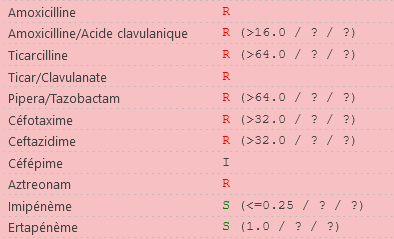 Amoxicilline R
Amoxicilline/Acide clavulanique R (>16.0 / ? / ?)
Ticarcilline R (>64.0 / ? / ?)
Ticar/Clavulanate R
Pipera/Tazobactam R (>64.0 / ? / ?)
Céfotaxime R (>32.0 / ? / ?)
Ceftazidime R (>32.0 / ? / ?)
Céfépime I
Aztreonam R
Imipénème S (<=0.25 / ? / ?)
Ertapénème S (1.0 / ? / ?)